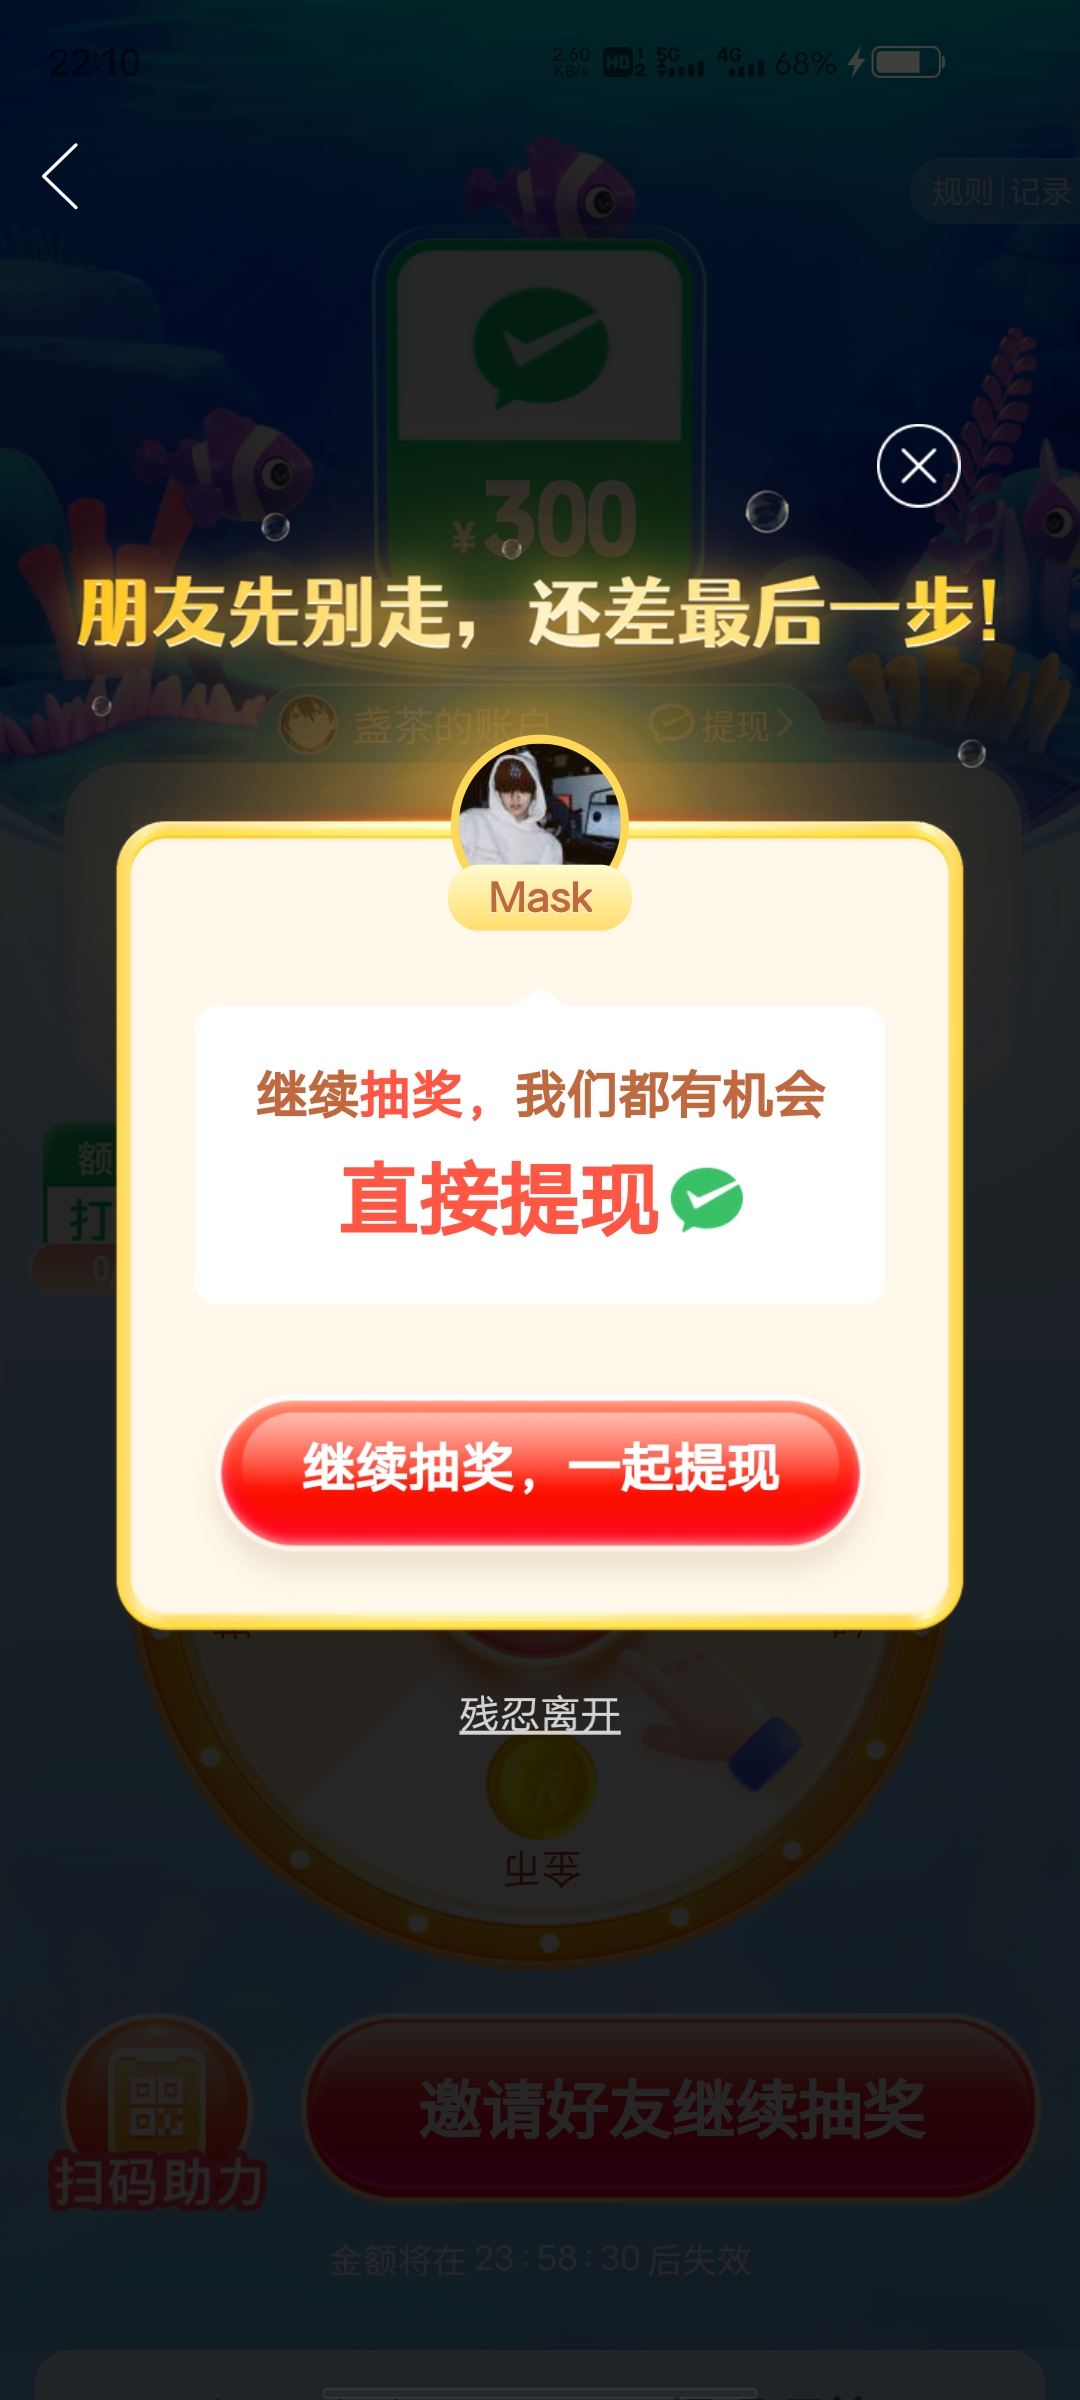 22:10
2.60 KB/s HD 1 2 5G 4G 68%
规则|记录
¥300
朋友先别走，还差最后一步!
盏茶的账户 提现
Mask
继续抽奖，我们都有机会
直接提现
额
打
0
继续抽奖，一起提现
残忍离开
金币
扫码助力
邀请好友继续抽奖
金额将在 23:58:30 后失效